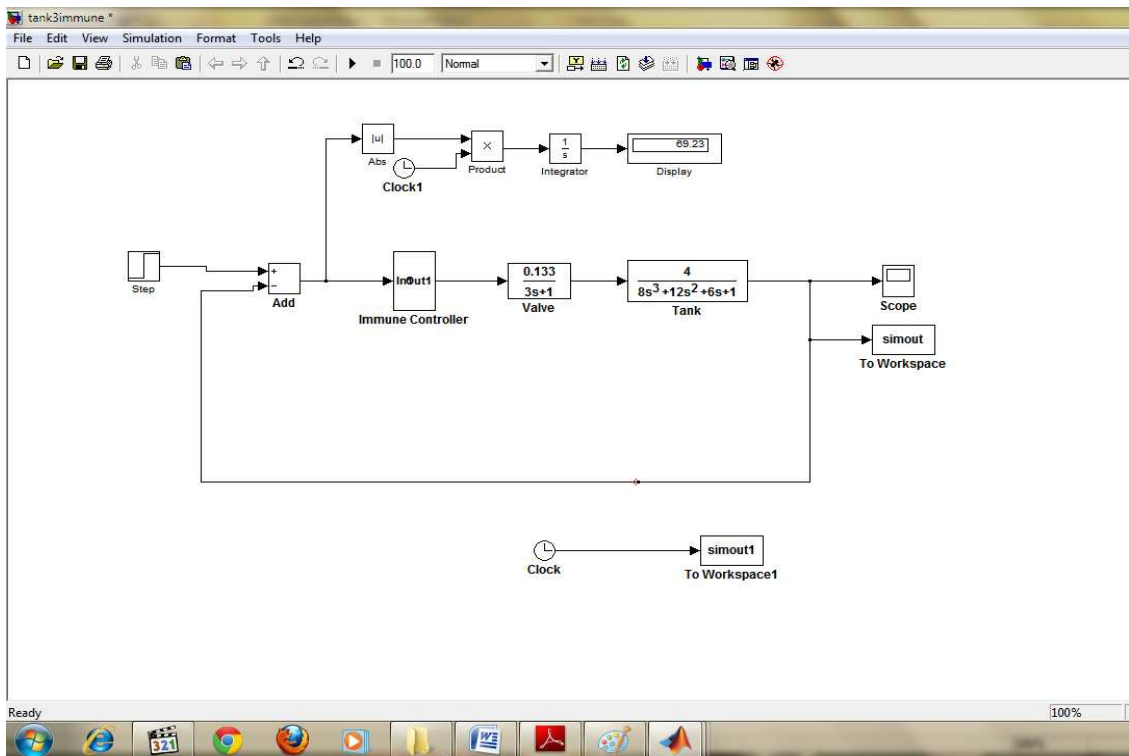 tank3immune *
File Edit View Simulation Format Tools Help
100.0 Normal
|u|
Abs
Clock1
×
Product
1
s
Integrator
69.23
Display
Step
+
−
Add
Out1
Immune Controller
0.133
3s+1
Valve
4
8s³+12s²+6s+1
Tank
Scope
simout
To Workspace
Clock
simout1
To Workspace1
Ready
100%
321